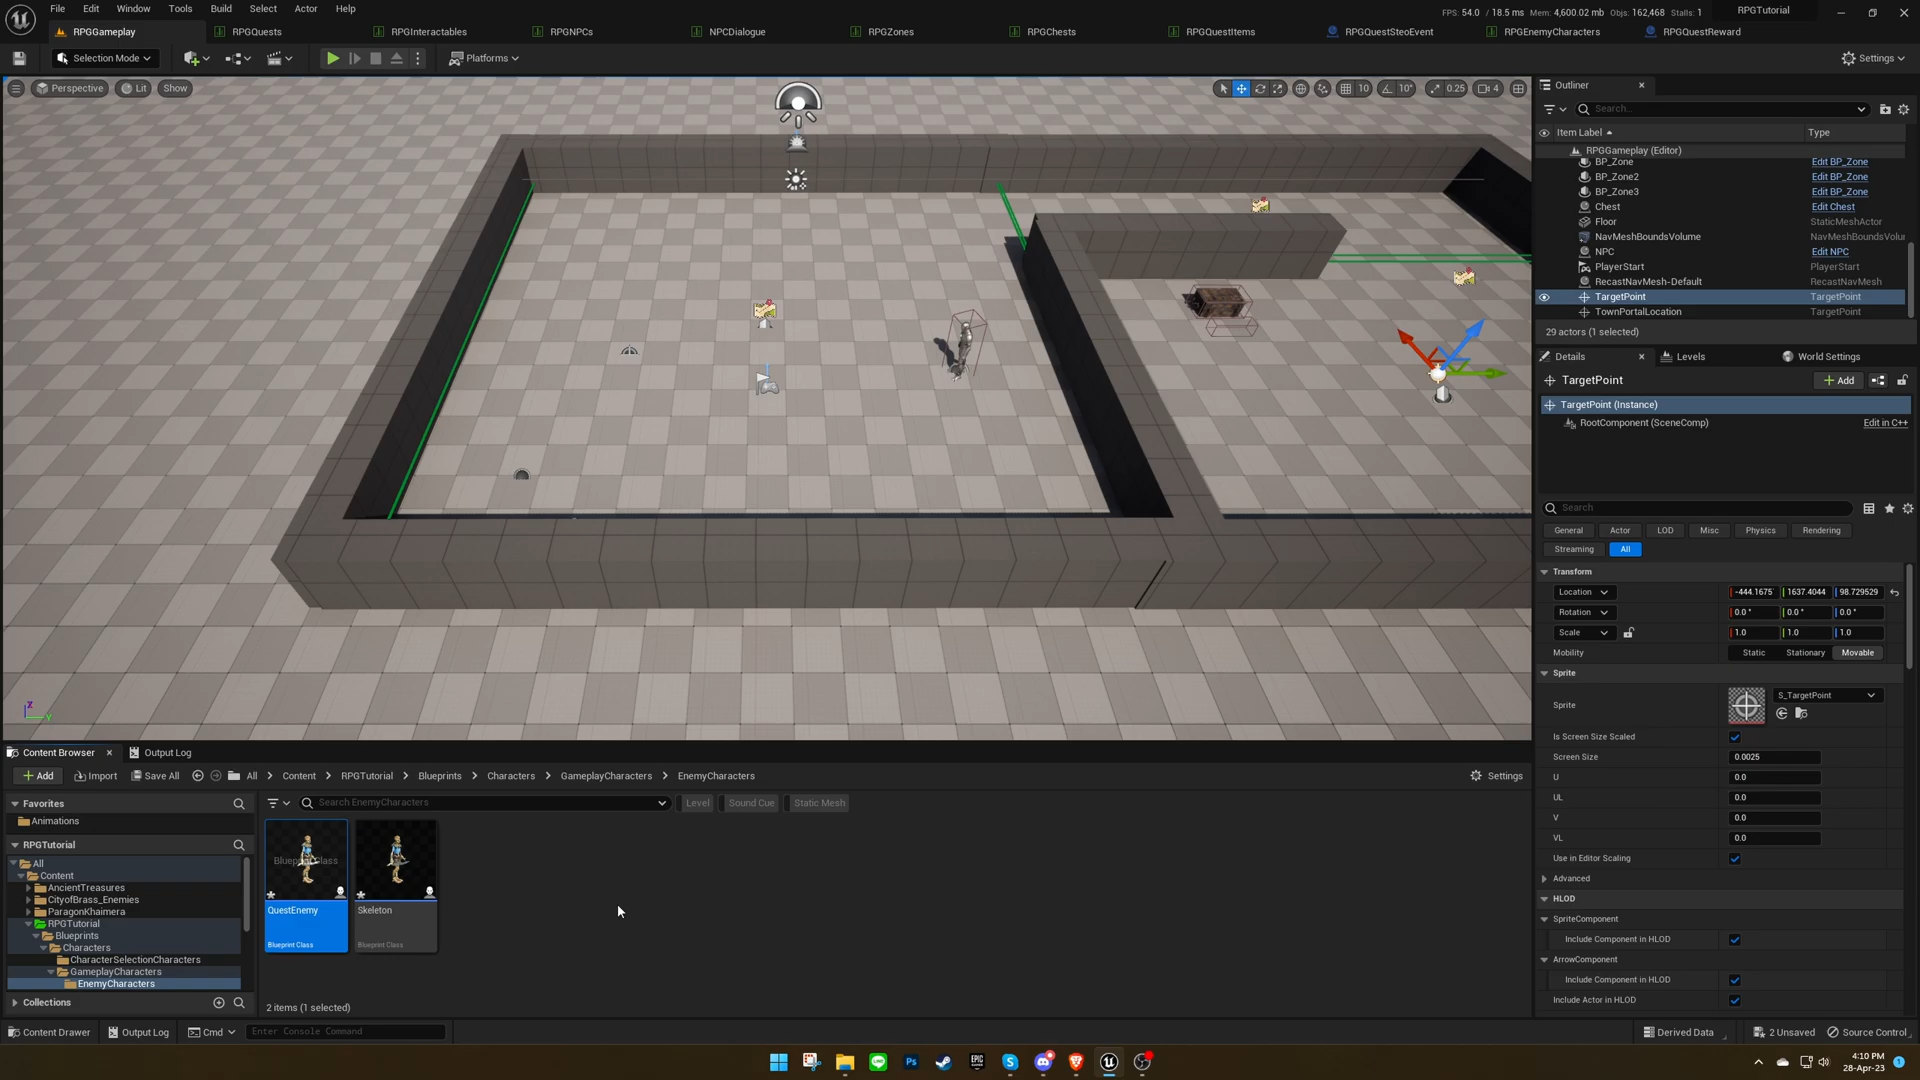 File Edit Window Tools Build Select Actor Help
FPS: 54.0 / 18.5 ms Mem: 4,600.02 mb Objs: 162,468 Stalls: 1
RPGTutorial
RPGGameplay RPGQuests RPGInteractables RPGNPCs NPCDialogue RPGZones RPGChests RPGQuestItems RPGQuestSteoEvent RPGEnemyCharacters RPGQuestReward
Selection Mode Platforms Settings
Perspective Lit Show 10 10° 0.25 4
Outliner
Search...
Item Label Type
RPGGameplay (Editor)
BP_Zone Edit BP_Zone
BP_Zone2 Edit BP_Zone
BP_Zone3 Edit BP_Zone
Chest Edit Chest
Floor StaticMeshActor
NavMeshBoundsVolume NavMeshBoundsVolu
NPC Edit NPC
PlayerStart PlayerStart
RecastNavMesh-Default RecastNavMesh
TargetPoint TargetPoint
TownPortalLocation TargetPoint
29 actors (1 selected)
Details Levels World Settings
TargetPoint Add
TargetPoint (Instance)
RootComponent (SceneComp) Edit in C++
Search
General Actor LOD Misc Physics Rendering
Streaming All
Transform
Location -444.1675 1637.4044 98.729529
Rotation 0.0 ° 0.0 ° 0.0 °
Scale 1.0 1.0 1.0
Mobility Static Stationary Movable
Sprite
Sprite S_TargetPoint
Is Screen Size Scaled
Screen Size 0.0025
U 0.0
UL 0.0
V 0.0
VL 0.0
Use in Editor Scaling
Advanced
HLOD
SpriteComponent
Include Component in HLOD
ArrowComponent
Include Component in HLOD
Include Actor in HLOD
Content Browser Output Log
Add Import Save All All > Content > RPGTutorial > Blueprints > Characters > GameplayCharacters > EnemyCharacters Settings
Favorites
Animations
RPGTutorial
All
Content
AncientTreasures
CityofBrass_Enemies
ParagonKhaimera
RPGTutorial
Blueprints
Characters
CharacterSelectionCharacters
GameplayCharacters
EnemyCharacters
Collections
Search EnemyCharacters Level Sound Cue Static Mesh
Blueprint Class
QuestEnemy Skeleton
Blueprint Class Blueprint Class
2 items (1 selected)
Content Drawer Output Log Cmd Enter Console Command Derived Data 2 Unsaved Source Control
4:10 PM
28-Apr-23